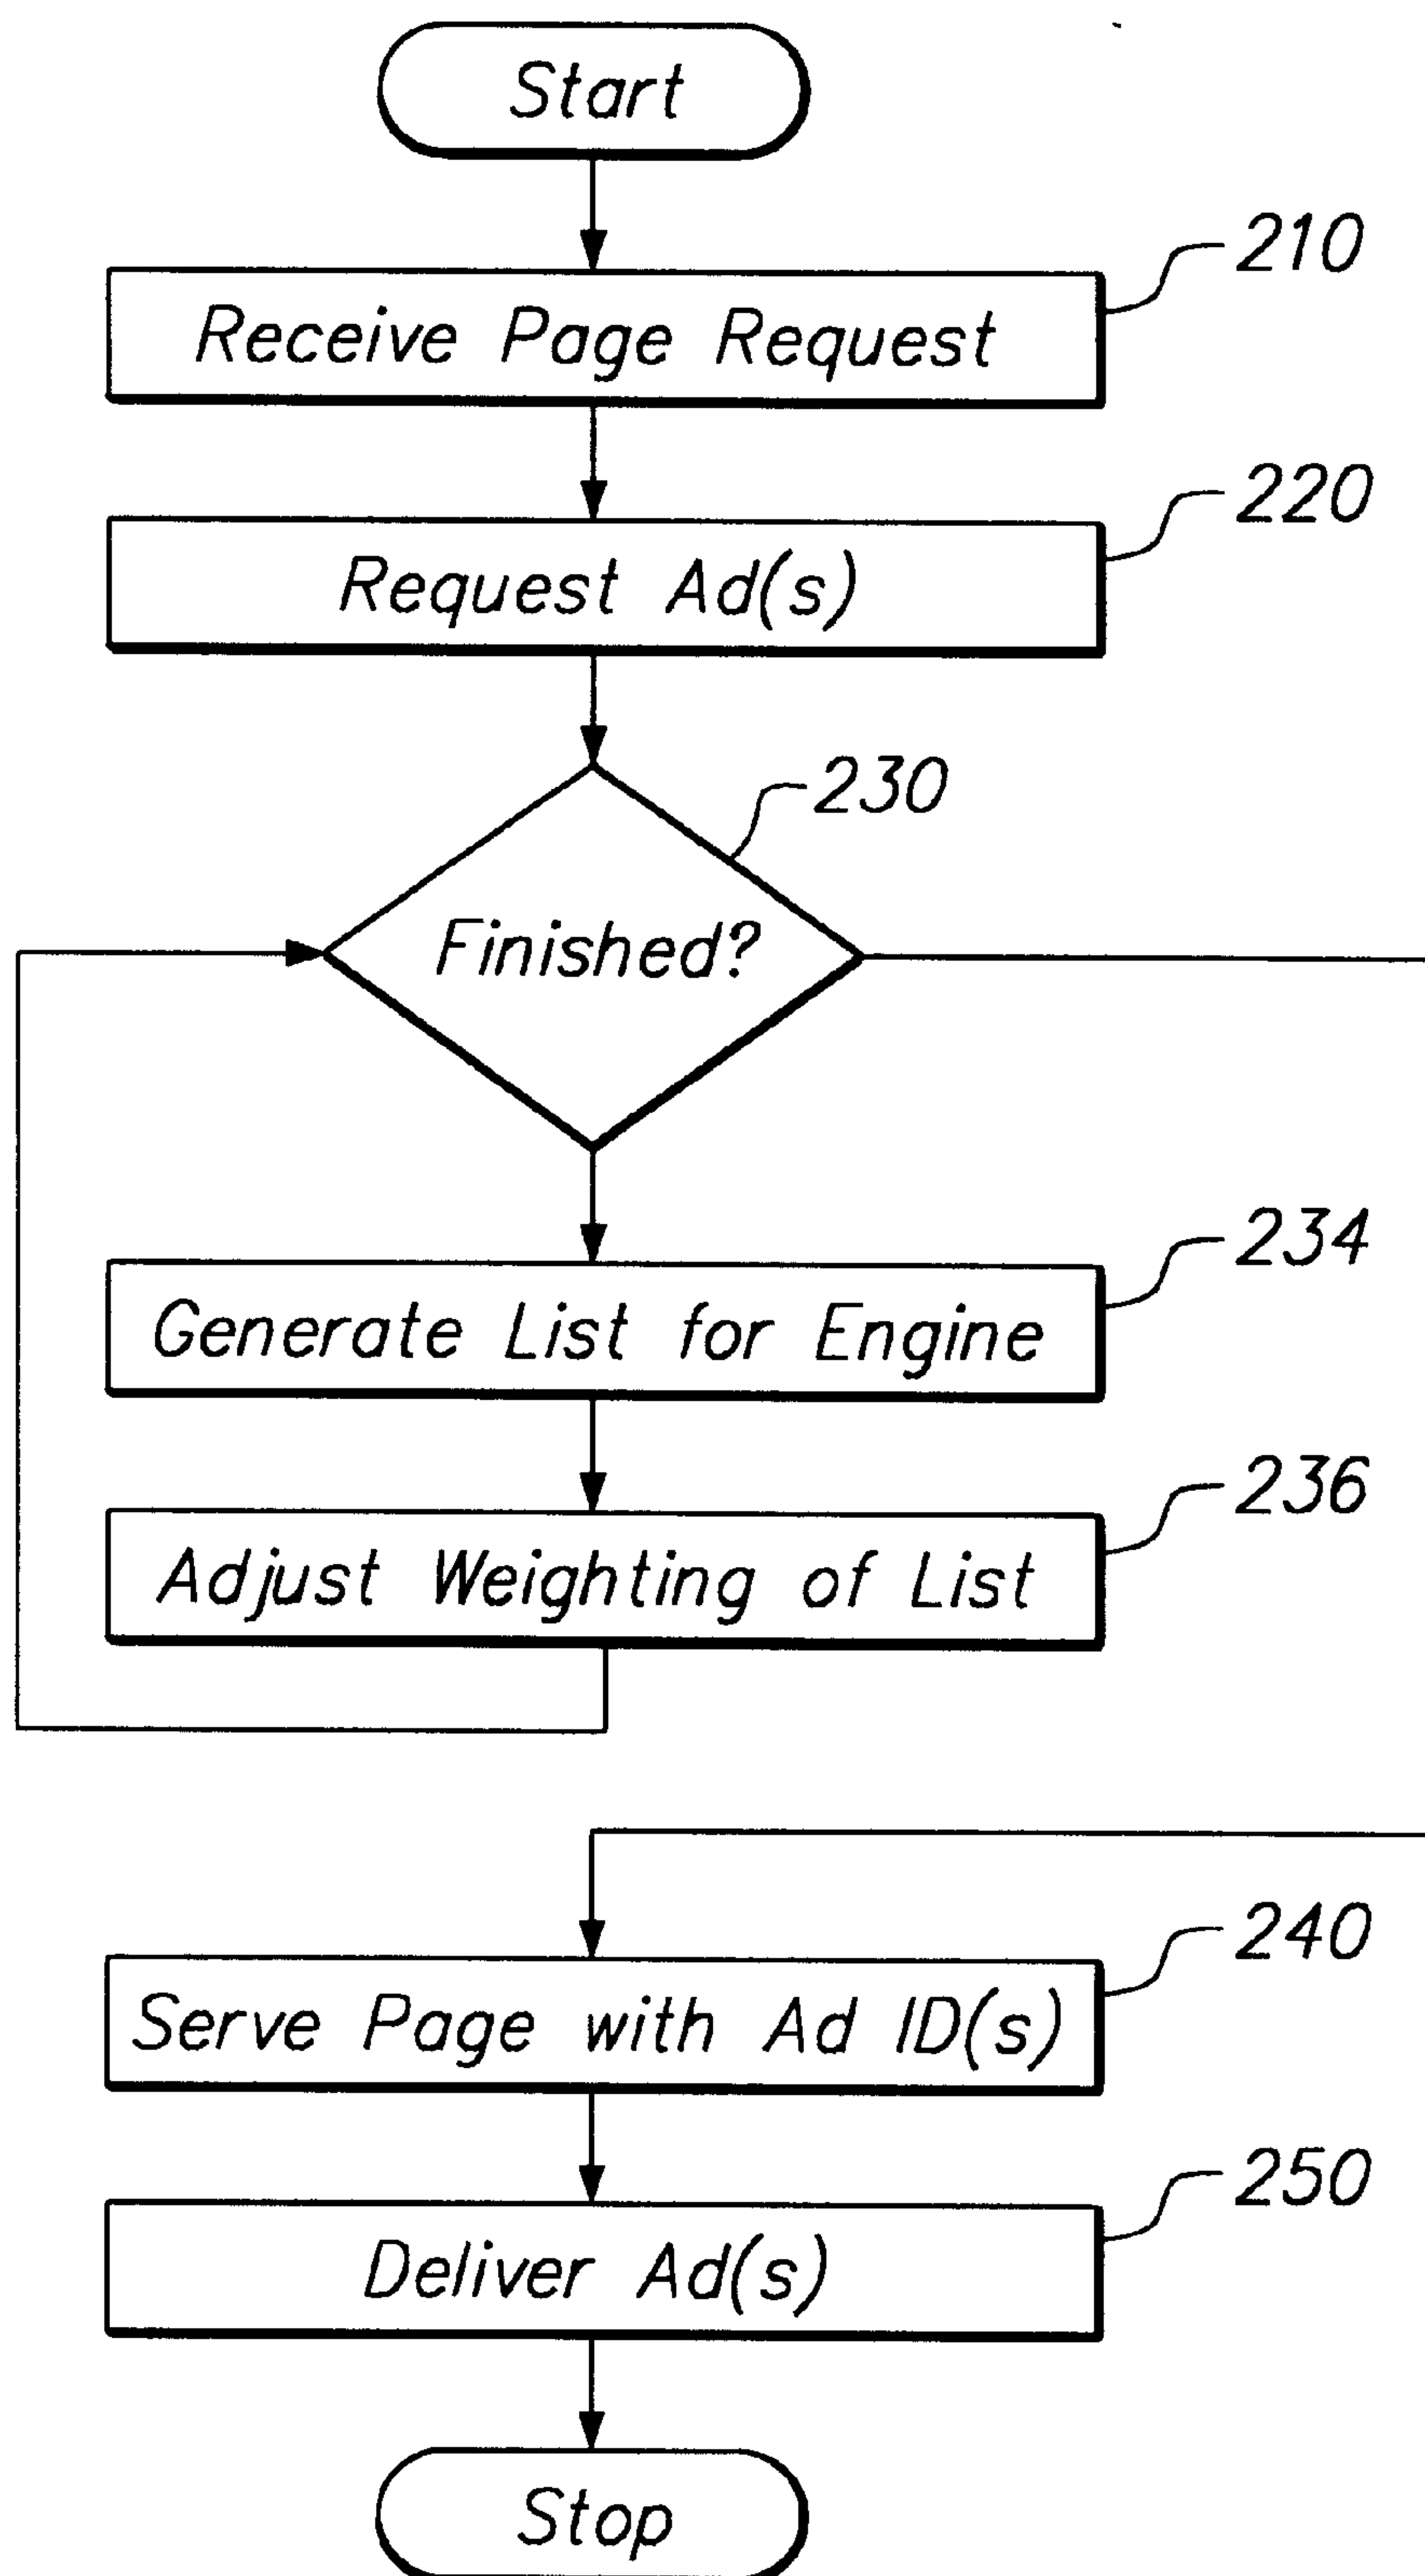 Start
210
Receive Page Request
220
Request Ad(s)
230
Finished?
234
Generate List for Engine
236
Adjust Weighting of List
240
Serve Page with Ad ID(s)
250
Deliver Ad(s)
Stop